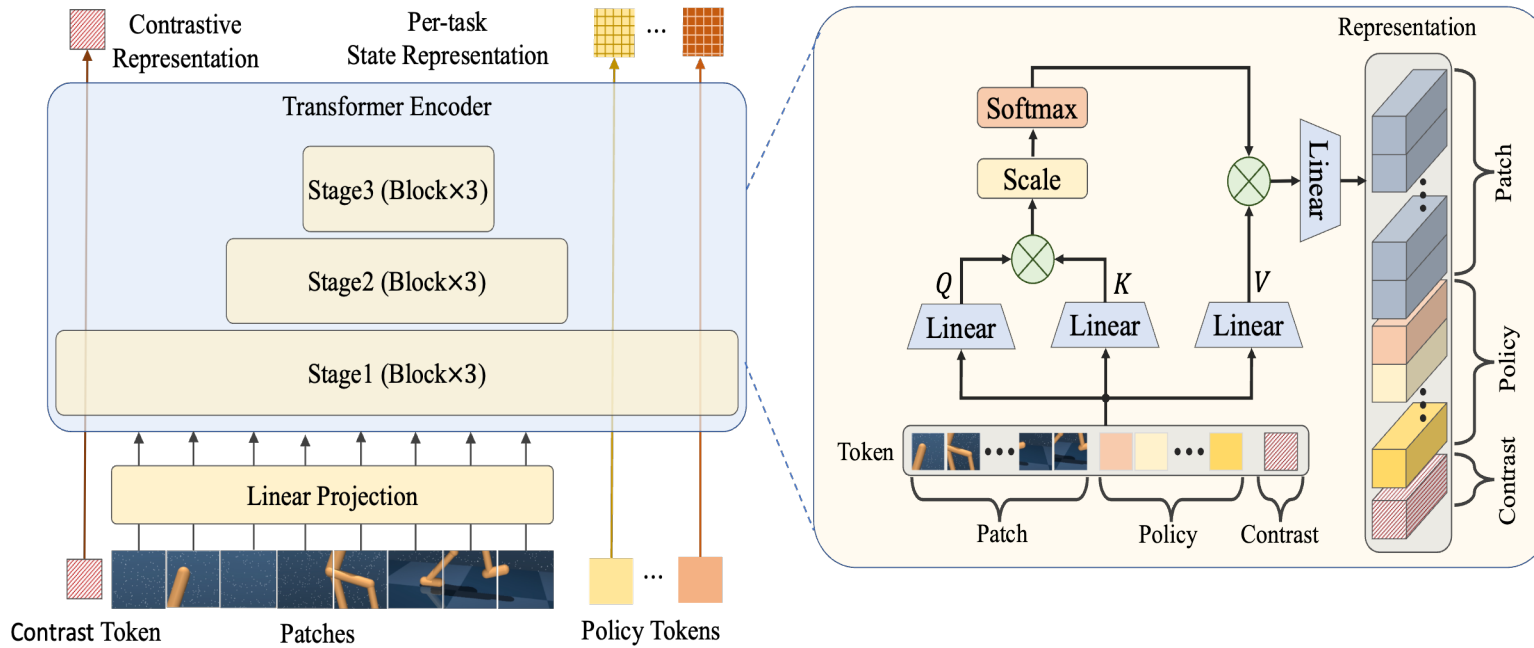 Contrastive
Representation
Per-task
State Representation
...
Transformer Encoder
Stage3 (Block×3)
Stage2 (Block×3)
Stage1 (Block×3)
Linear Projection
...
Contrast Token
Patches
Policy Tokens
Representation
Softmax
Scale
Linear
Q
K
V
Linear
Linear
Linear
Token
Patch
Policy
Contrast
Patch
Policy
Contrast